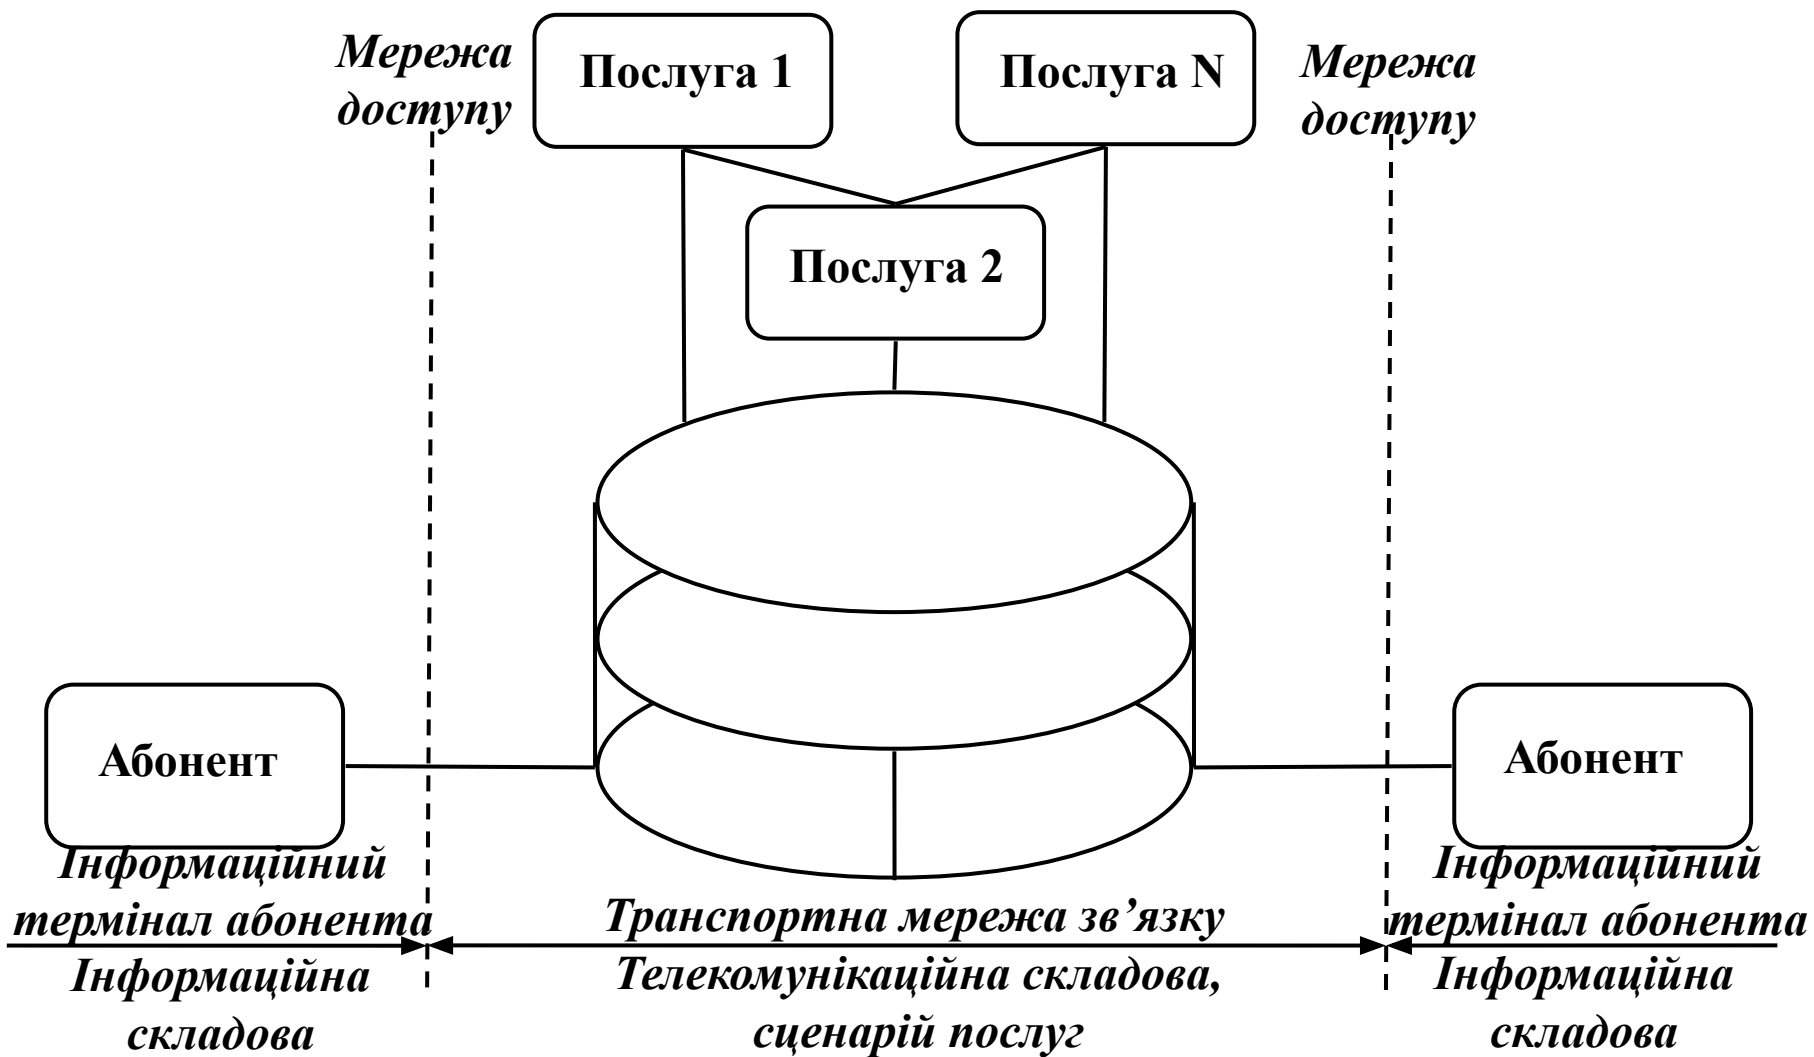 Мережа
доступу
Послуга 1
Послуга N
Мережа
доступу
Послуга 2
Абонент
Абонент
Інформаційний
термінал абонента
Транспортна мережа зв’язку
Інформаційний
термінал абонента
Інформаційна
складова
Телекомунікаційна складова,
сценарій послуг
Інформаційна
складова